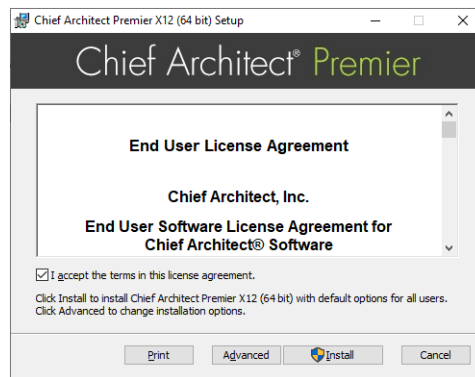 Chief Architect Premier X12 (64 bit) Setup
Chief Architect® Premier
End User License Agreement
Chief Architect, Inc.
End User Software License Agreement for
Chief Architect® Software
I accept the terms in this license agreement.
Click Install to install Chief Architect Premier X12 (64 bit) with default options for all users.
Click Advanced to change installation options.
Print Advanced Install Cancel